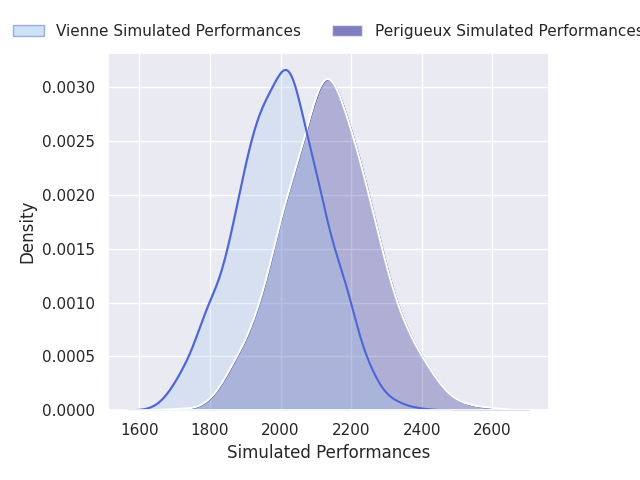 Vienne Simulated Performances
Perigueux Simulated Performances
0.0030
0.0025
0.0020
0.0015
0.0010
0.0005
0.0000
Density
1600 1800 2000 2200 2400 2600
Simulated Performances